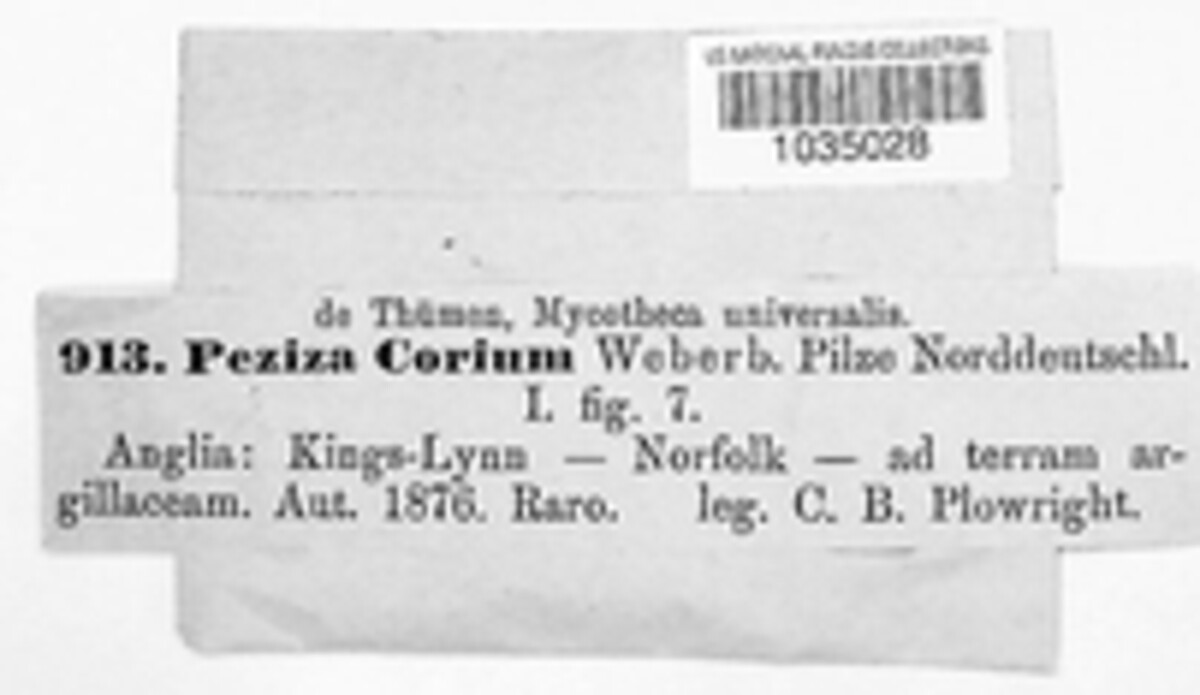 US NATIONAL FUNGUS COLLECTIONS
1035028
de Thümen, Mycotheca universalis.
913. Peziza Corium Weberb. Pilze Norddeutschl.
I. fig. 7.
Anglia: Kings-Lynn — Norfolk — ad terram ar-
gillaceam. Aut. 1876. Raro. leg. C. B. Plowright.